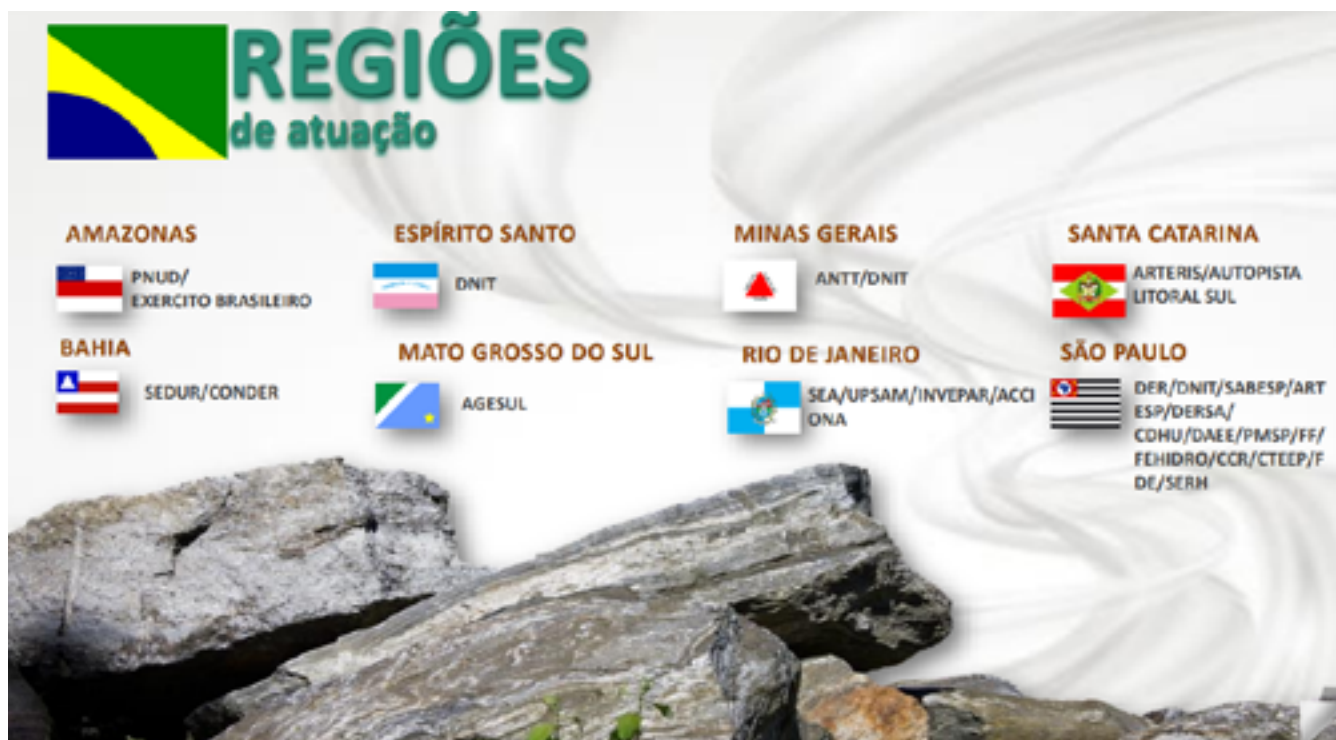 REGIÕES
de atuação
AMAZONAS
PNUD/
EXERCITO BRASILEIRO
ESPÍRITO SANTO
DNIT
MINAS GERAIS
ANTT/DNIT
SANTA CATARINA
ARTERIS/AUTOPISTA
LITORAL SUL
BAHIA
SEDUR/CONDER
MATO GROSSO DO SUL
AGESUL
RIO DE JANEIRO
SEA/UPSAM/INVEPAR/ACCI
ONA
SÃO PAULO
DER/DNIT/SABESP/ART
ESP/DERSA/
CDHU/DAEE/PMSP/FF/
FEHIDRO/CCR/CTEEP/F
DE/SERH